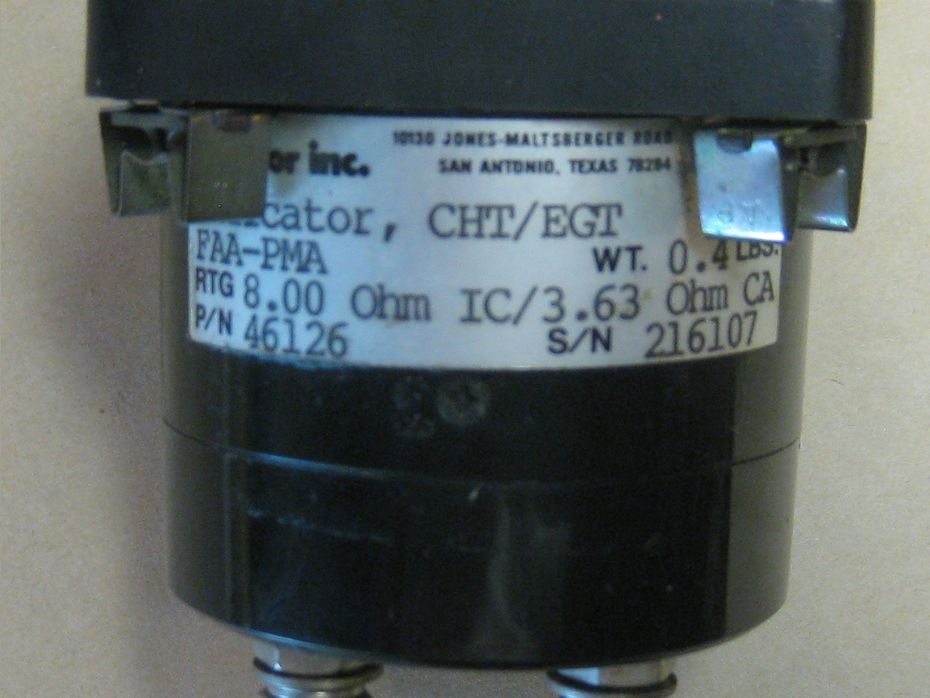 10130 JONES-MALTSBERGER ROAD
or inc.
SAN ANTONIO, TEXAS 78284
icator, CHT/EGT
FAA-PMA WT. 0.4 LBS.
RTG 8.00 Ohm IC/3.63 Ohm CA
P/N 46126 S/N 216107